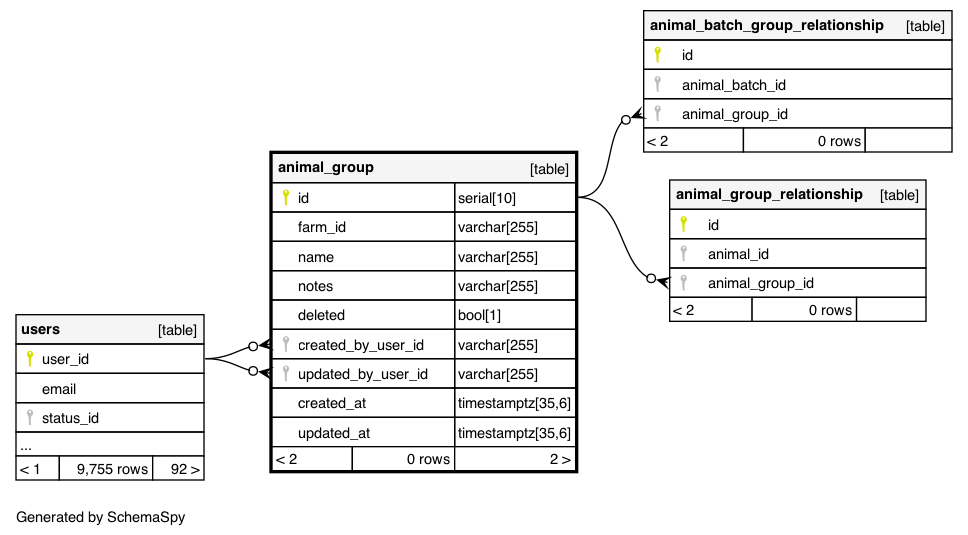 animal_batch_group_relationship [table]
id
animal_batch_id
animal_group_id
< 2 0 rows
animal_group [table]
id serial[10]
farm_id varchar[255]
name varchar[255]
notes varchar[255]
deleted bool[1]
created_by_user_id varchar[255]
updated_by_user_id varchar[255]
created_at timestamptz[35,6]
updated_at timestamptz[35,6]
< 2 0 rows 2 >
animal_group_relationship [table]
id
animal_id
animal_group_id
< 2 0 rows
users [table]
user_id
email
status_id
...
< 1 9,755 rows 92 >
Generated by SchemaSpy